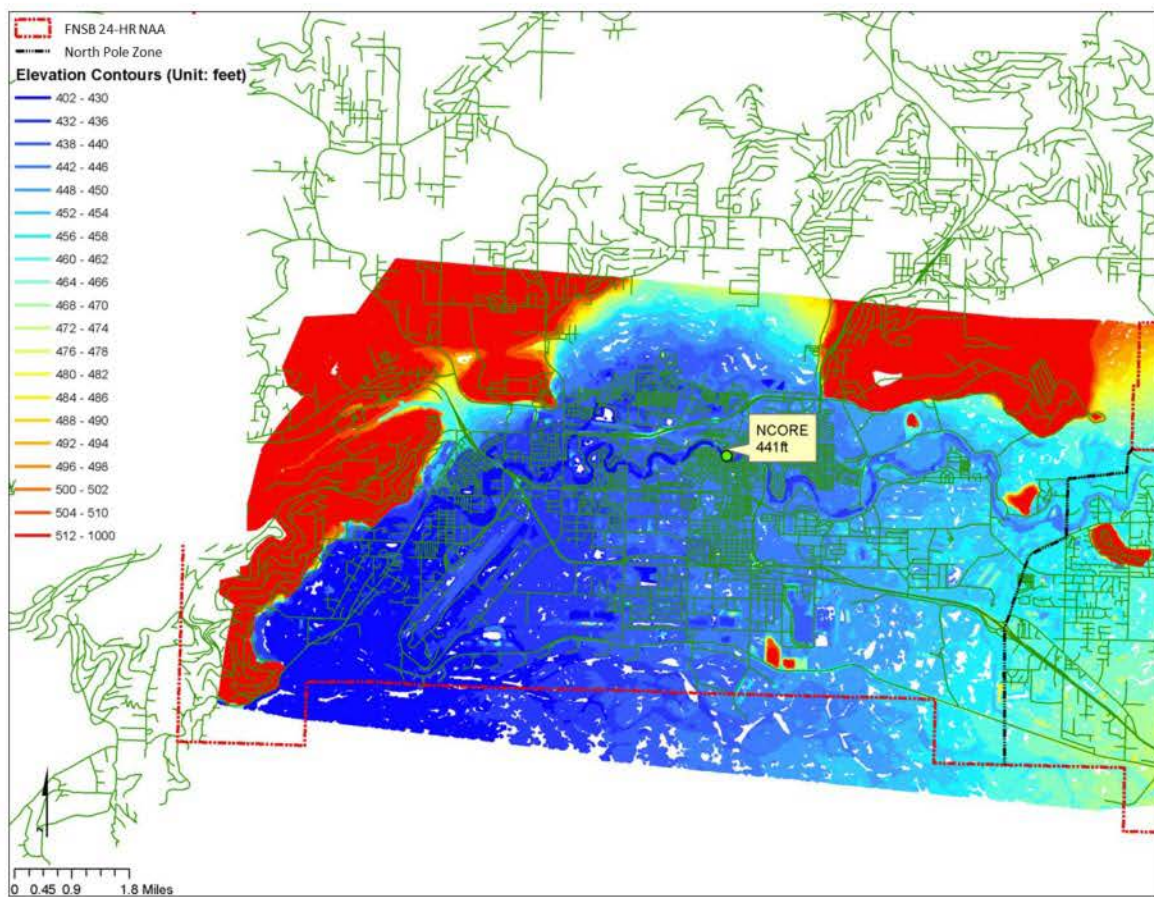 FNSB 24-HR NAA
North Pole Zone
Elevation Contours (Unit: feet)
402 - 430
432 - 436
438 - 440
442 - 446
448 - 450
452 - 454
456 - 458
460 - 462
464 - 466
468 - 470
472 - 474
476 - 478
480 - 482
484 - 486
488 - 490
492 - 494
496 - 498
500 - 502
504 - 510
512 - 1000
NCORE
441ft
0 0.45 0.9 1.8 Miles